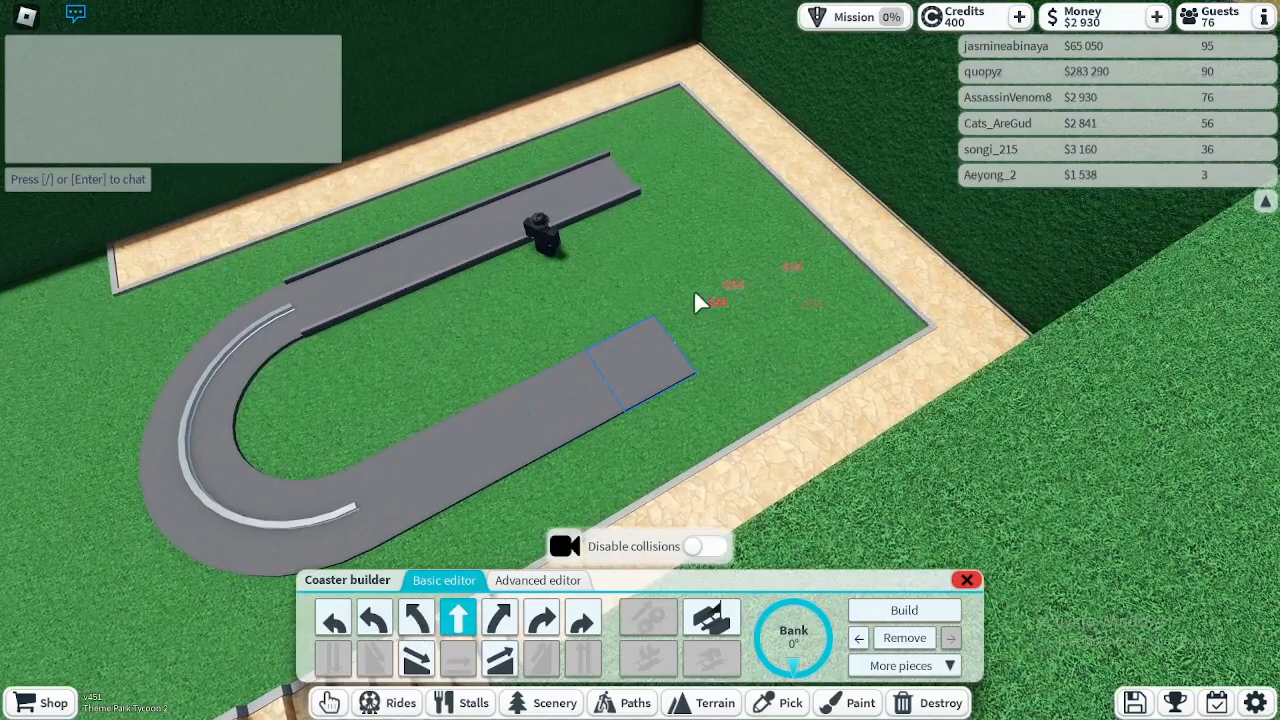 Mission 0%
Credits 400
Money $2 930
Guests 76
jasmineabinaya $65 050 95
quopyz $283 290 90
AssassinVenom8 $2 930 76
Cats_AreGud $2 841 56
songi_215 $3 160 36
Aeyong_2 $1 538 3
Press [/] or [Enter] to chat
Disable collisions
Coaster builder Basic editor Advanced editor
Bank 0°
Build
Remove
More pieces
Shop
v451
Theme Park Tycoon 2
Rides Stalls Scenery Paths Terrain Pick Paint Destroy